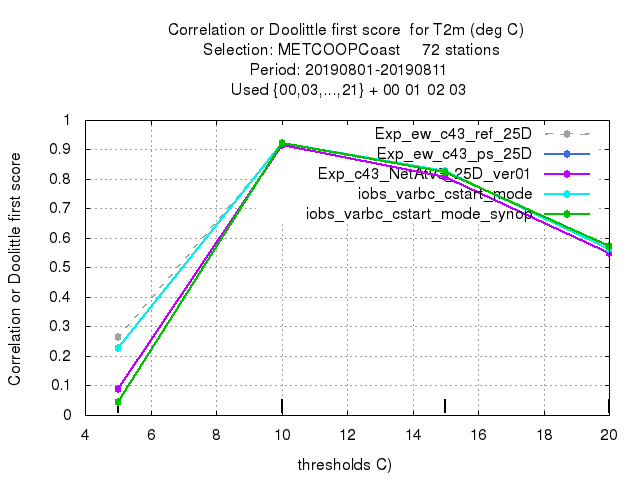 Correlation or Doolittle first score for T2m (deg C)
Selection: METCOOPCoast 72 stations
Period: 20190801-20190811
Used {00,03,...,21} + 00 01 02 03
Correlation or Doolittle first score
1
0.9
0.8
0.7
0.6
0.5
0.4
0.3
0.2
0.1
0
Exp_ew_c43_ref_25D
Exp_ew_c43_ps_25D
Exp_c43_NetAtV3_25D_ver01
iobs_varbc_cstart_mode
iobs_varbc_cstart_mode_synop
4 6 8 10 12 14 16 18 20
thresholds C)